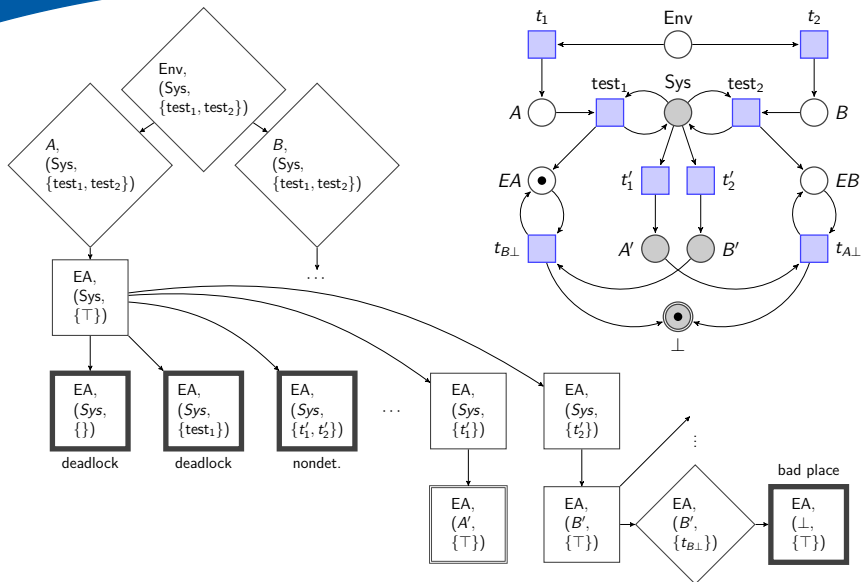 Env,
(Sys,
{test₁, test₂})
A,
(Sys,
{test₁, test₂})
B,
(Sys,
{test₁, test₂})
EA,
(Sys,
{⊤})
...
EA,
(Sys,
{})
deadlock
EA,
(Sys,
{test₁})
deadlock
EA,
(Sys,
{t′₁, t′₂})
nondet.
...
EA,
(Sys,
{t′₁})
EA,
(Sys,
{t′₂})
EA,
(A′,
{⊤})
EA,
(B′,
{⊤})
⋮
EA,
(B′,
{t_B⊥})
bad place
EA,
(⊥,
{⊤})
t₁
Env
t₂
A
test₁
Sys
test₂
B
EA
t′₁
t′₂
EB
t_B⊥
A′
B′
t_A⊥
⊥